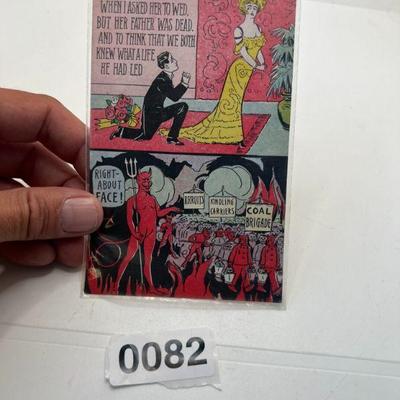 WHEN I ASKED HER TO WED,
BUT HER FATHER WAS DEAD.
AND TO THINK THAT WE BOTH
KNEW WHAT A LIFE
HE HAD LED
RIGHT-
ABOUT
FACE!
KINDLING
CARRIERS
COAL
BRIGADE
0082